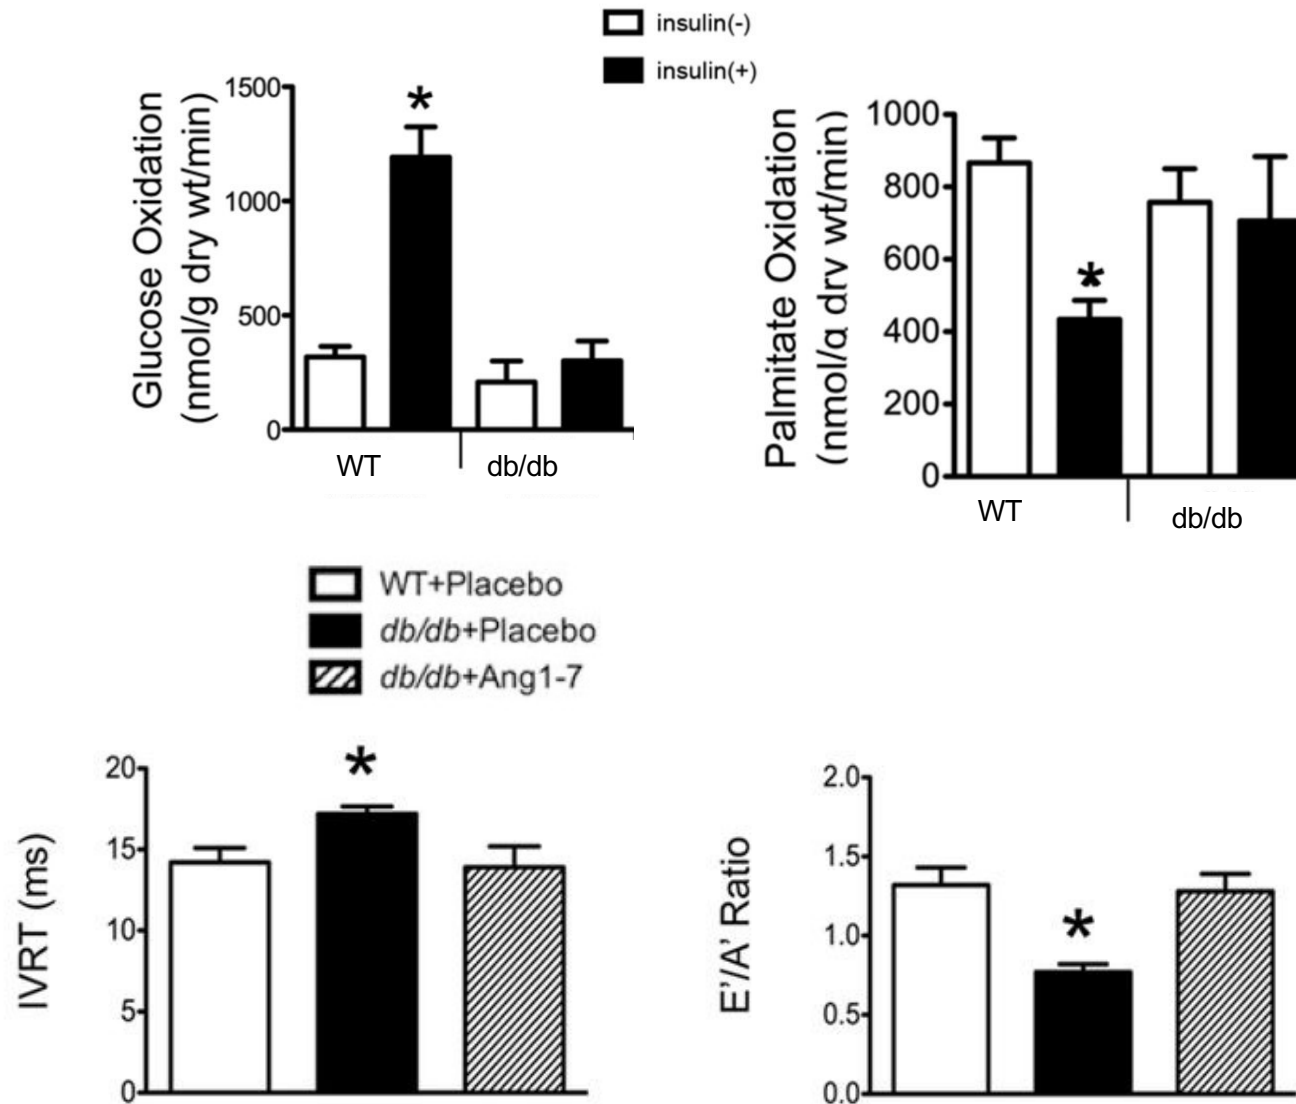 insulin(-)
insulin(+)
Glucose Oxidation
(nmol/g dry wt/min)
1500
1000
500
0
*
WT
db/db
Palmitate Oxidation
(nmol/g drv wt/min)
1000
800
600
400
200
0
*
WT
db/db
WT+Placebo
db/db+Placebo
db/db+Ang1-7
IVRT (ms)
20
15
10
5
0
*
E'/A' Ratio
2.0
1.5
1.0
0.5
0.0
*